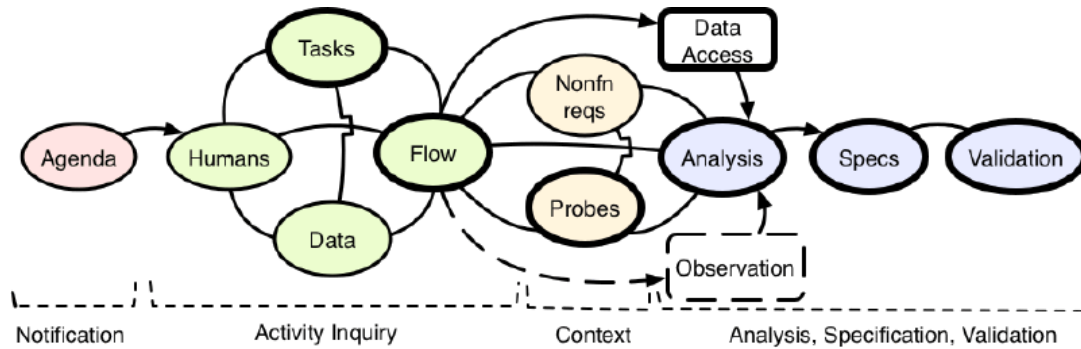 Tasks
Data
Access
Nonfn
reqs
Agenda
Humans
Flow
Analysis
Specs
Validation
Probes
Data
Observation
Notification
Activity Inquiry
Context
Analysis, Specification, Validation